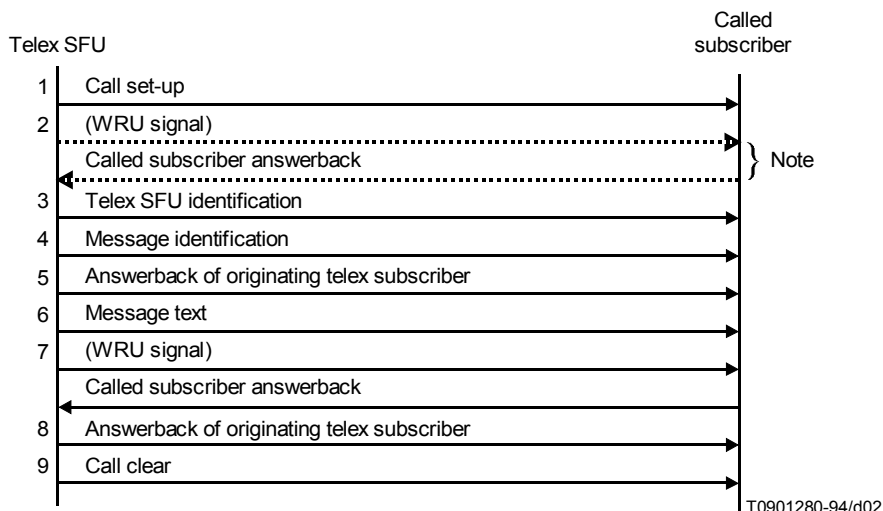 Called
subscriber
Telex SFU
1 Call set-up
2 (WRU signal)
Called subscriber answerback
} Note
3 Telex SFU identification
4 Message identification
5 Answerback of originating telex subscriber
6 Message text
7 (WRU signal)
Called subscriber answerback
8 Answerback of originating telex subscriber
9 Call clear
T0901280-94/d02